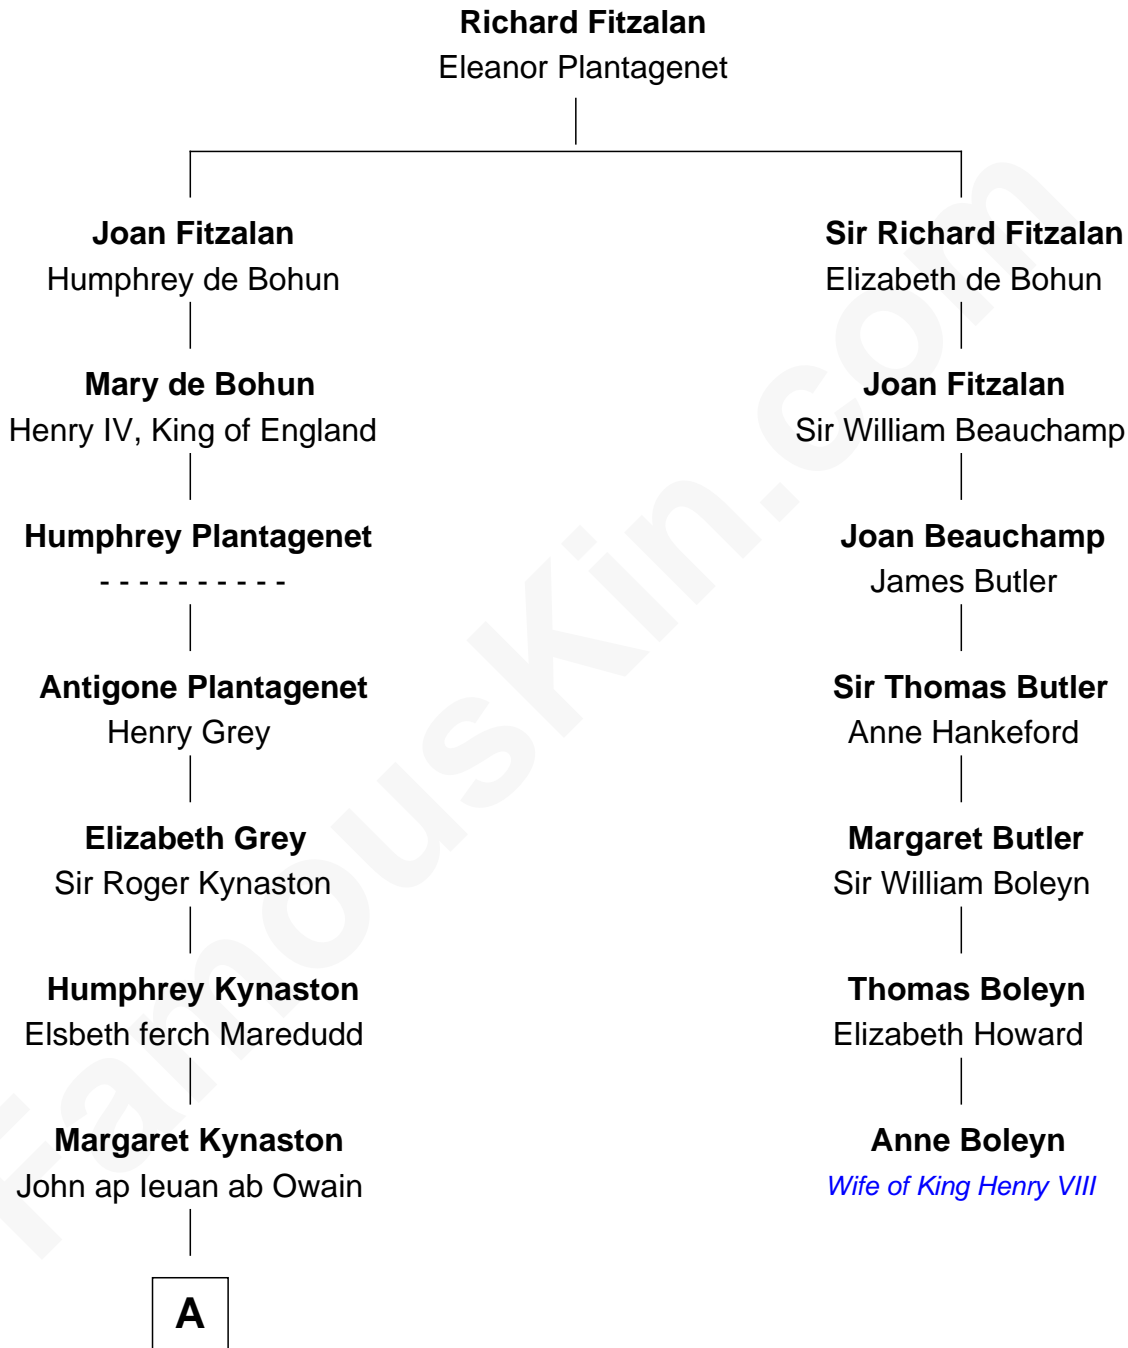 Richard Fitzalan
Eleanor Plantagenet
Joan Fitzalan
Humphrey de Bohun
Sir Richard Fitzalan
Elizabeth de Bohun
Mary de Bohun
Henry IV, King of England
Joan Fitzalan
Sir William Beauchamp
Humphrey Plantagenet
- - - - - - - - - -
Joan Beauchamp
James Butler
Antigone Plantagenet
Henry Grey
Sir Thomas Butler
Anne Hankeford
Elizabeth Grey
Sir Roger Kynaston
Margaret Butler
Sir William Boleyn
Humphrey Kynaston
Elsbeth ferch Maredudd
Thomas Boleyn
Elizabeth Howard
Margaret Kynaston
John ap Ieuan ab Owain
Anne Boleyn
Wife of King Henry VIII
A
FamousKin.com